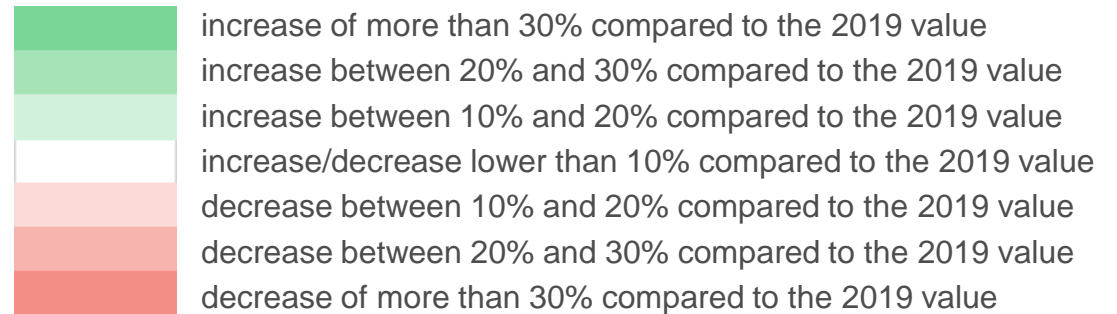 increase of more than 30% compared to the 2019 value
increase between 20% and 30% compared to the 2019 value
increase between 10% and 20% compared to the 2019 value
increase/decrease lower than 10% compared to the 2019 value
decrease between 10% and 20% compared to the 2019 value
decrease between 20% and 30% compared to the 2019 value
decrease of more than 30% compared to the 2019 value